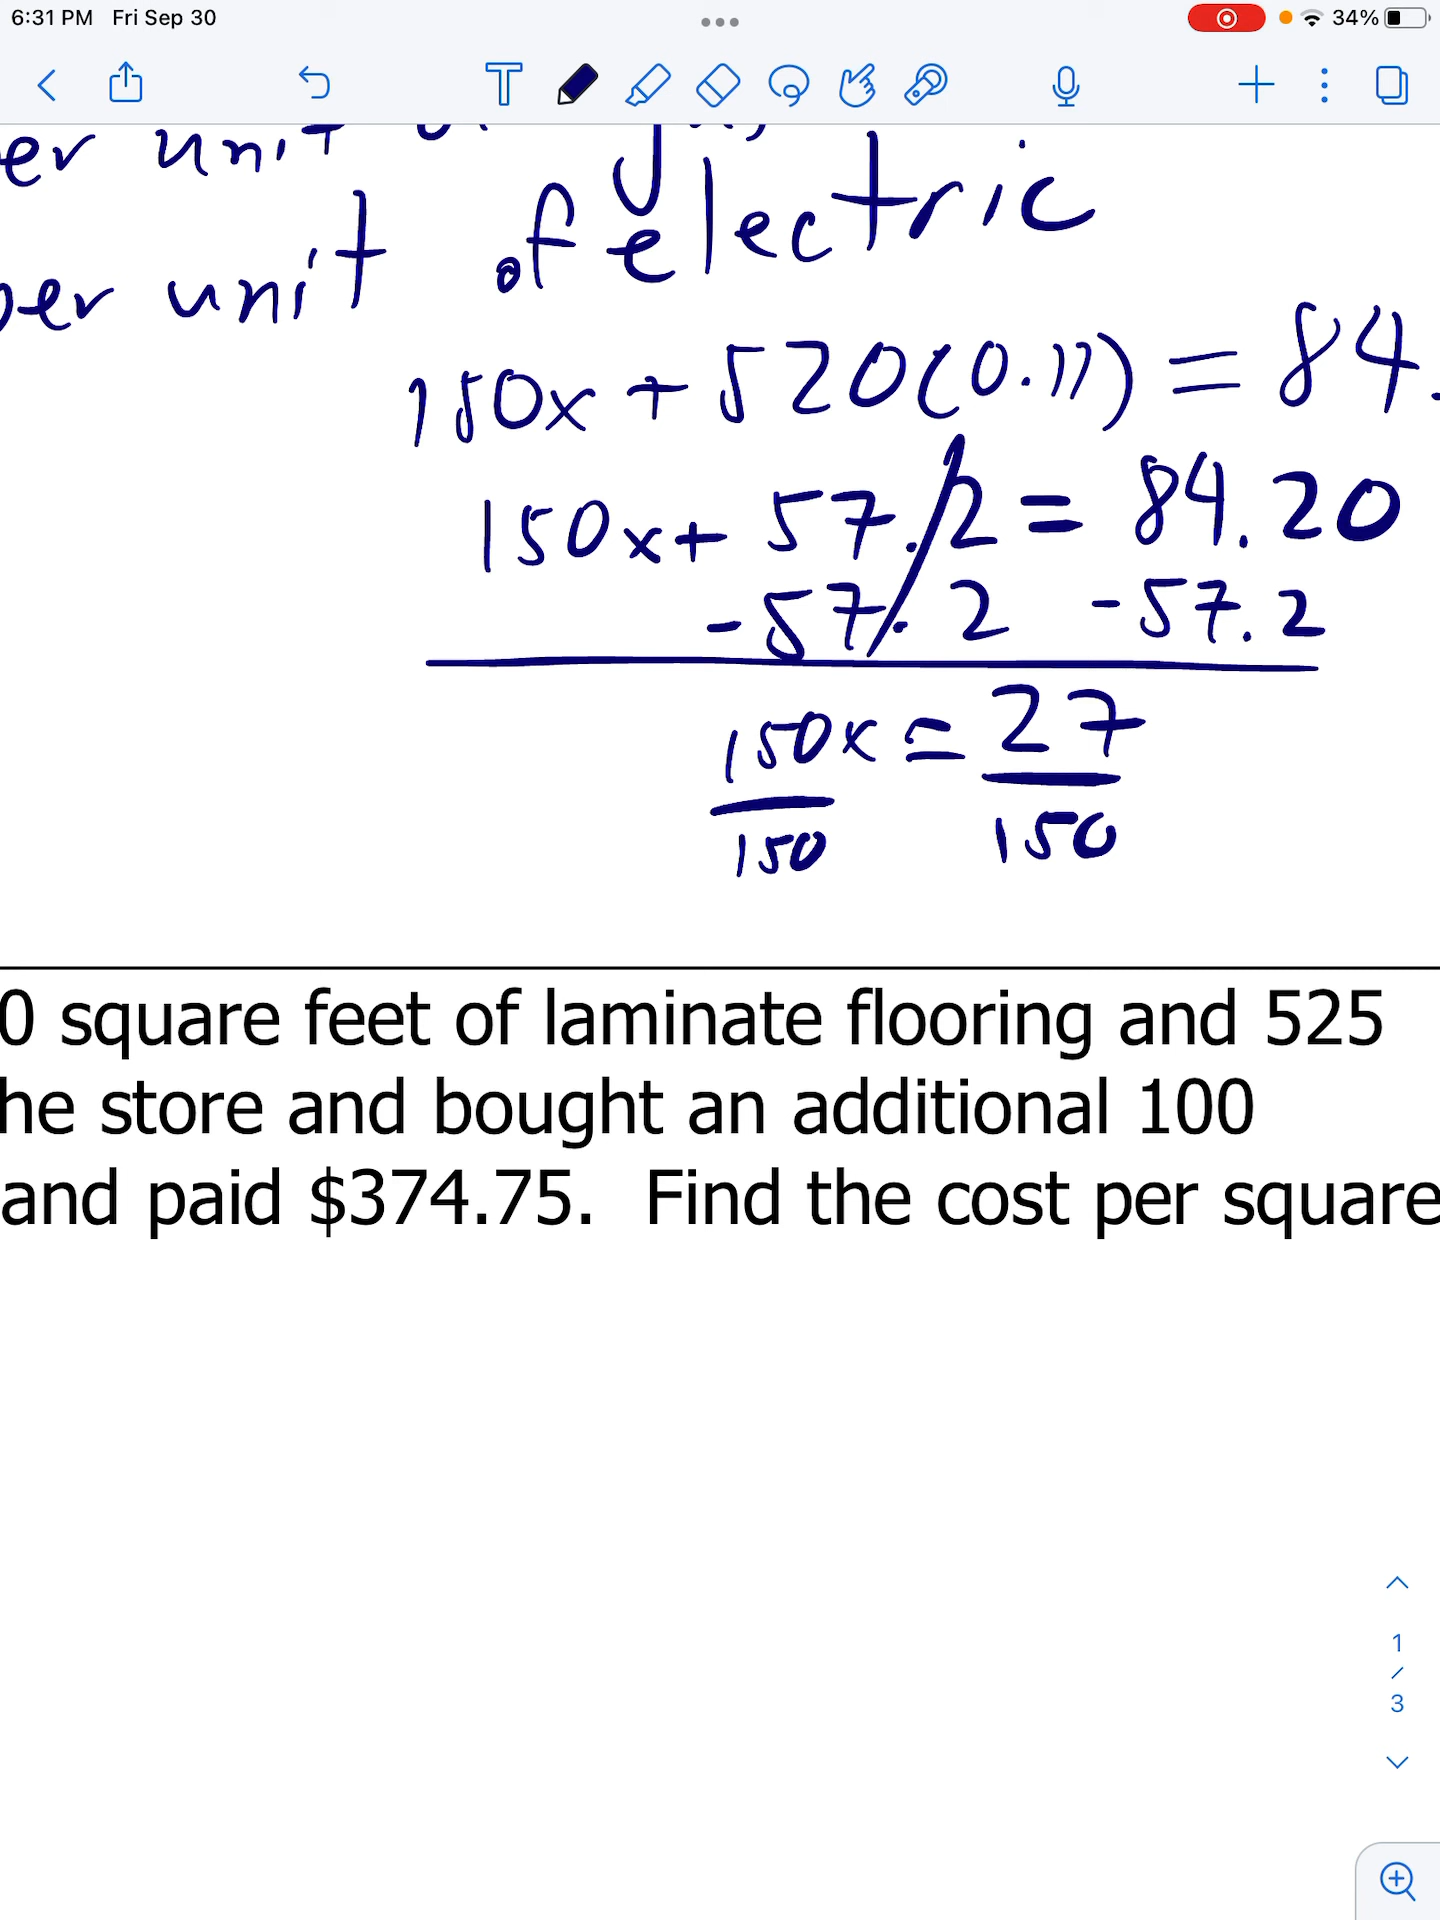 6:31 PM Fri Sep 30 34%
T
er unit
per unit of electric
150x + 520(0.11) = 84.
150x + 57.2 = 84.20
-57.2 -57.2
150x = 27
150 150
0 square feet of laminate flooring and 525
he store and bought an additional 100
and paid $374.75. Find the cost per square
1
/
3